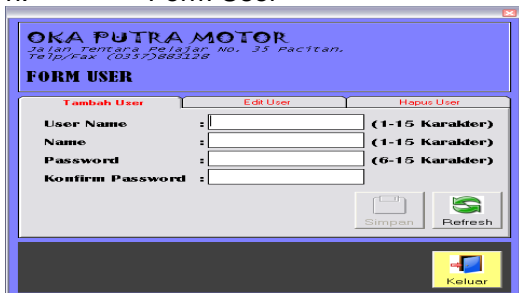 Form User
OKA PUTRA MOTOR
Jalan Tentara Pelajar No. 35 Pacitan.
Telp/Fax (0357)883128
FORM USER
Tambah User Edit User Hapus User
User Name : (1-15 Karakter)
Name : (1-15 Karakter)
Password : (6-15 Karakter)
Konfirm Password :
Simpan Refresh
Keluar